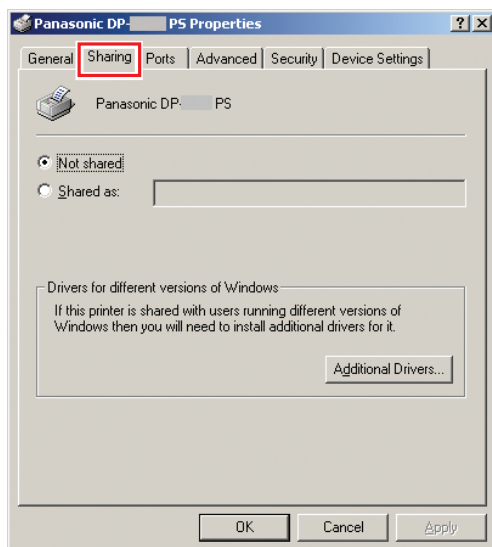 Panasonic DP- PS Properties
General Sharing Ports Advanced Security Device Settings
Panasonic DP- PS
Not shared
Shared as:
Drivers for different versions of Windows
If this printer is shared with users running different versions of
Windows then you will need to install additional drivers for it.
Additional Drivers...
OK Cancel Apply